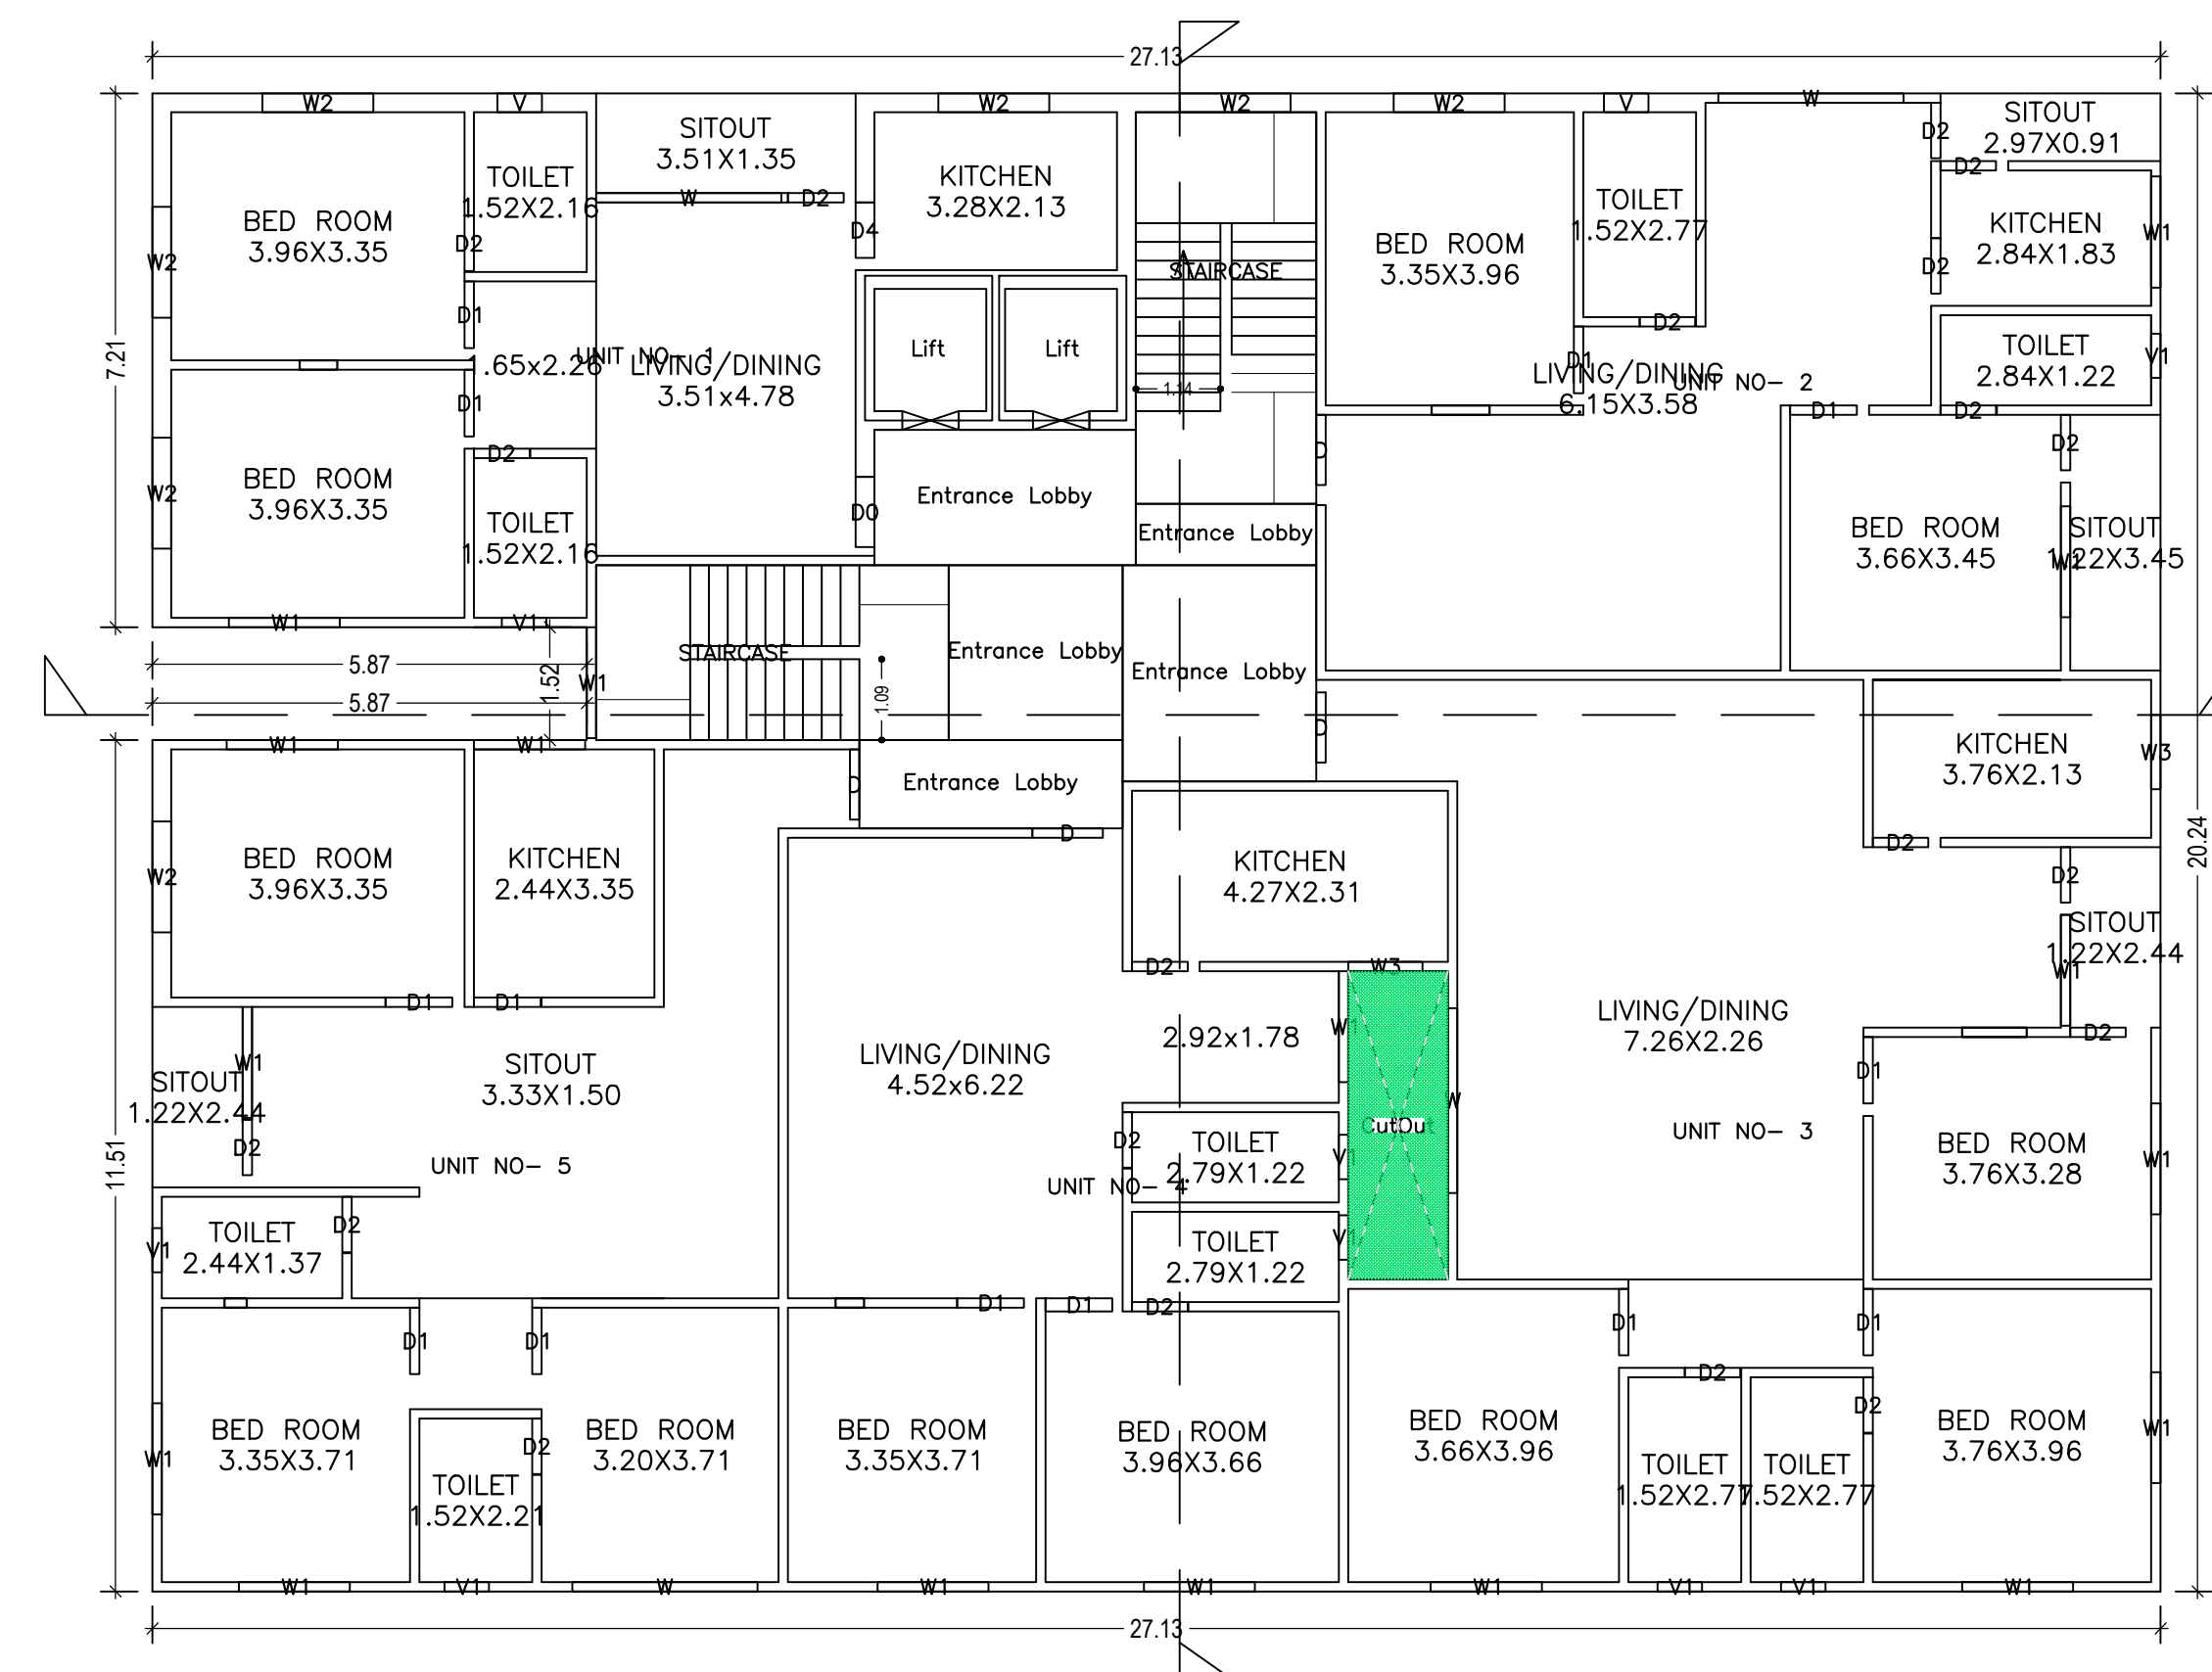 27.13
W2
V
W2
W2
W2
V
W
SITOUT
3.51X1.35
SITOUT
2.97X0.91
D2
D2
TOILET
1.52X2.16
KITCHEN
3.28X2.13
TOILET
1.52X2.77
W
D2
BED ROOM
3.96X3.35
D2
D4
BED ROOM
3.35X3.96
KITCHEN
2.84X1.83
W1
W2
STAIRCASE
D2
D1
D2
7.21
1.65x2.26
UNIT NO- 1
LIVING/DINING
3.51x4.78
Lift
Lift
1.14
D1
LIVING/DINING
6.15X3.58
UNIT NO- 2
TOILET
2.84X1.22
V1
D1
D1
D2
D2
D
D2
BED ROOM
3.96X3.35
W2
TOILET
1.52X2.16
D0
Entrance Lobby
Entrance Lobby
BED ROOM
3.66X3.45
W1
SITOUT
1.22X3.45
W1
V1
5.87
5.87
1.52
W1
STAIRCASE
1.09
Entrance Lobby
Entrance Lobby
D
W1
W1
KITCHEN
3.76X2.13
W3
D
Entrance Lobby
D
D2
20.24
BED ROOM
3.96X3.35
W2
KITCHEN
2.44X3.35
KITCHEN
4.27X2.31
D2
SITOUT
1.22X2.44
W1
D2
W3
D1
D1
LIVING/DINING
7.26X2.26
D2
W1
SITOUT
1.22X2.44
D2
SITOUT
3.33X1.50
LIVING/DINING
4.52x6.22
2.92x1.78
W1
W
D1
CutOut
UNIT NO- 3
11.51
UNIT NO- 5
UNIT NO- 4
D2
TOILET
2.79X1.22
V1
BED ROOM
3.76X3.28
W1
TOILET
2.44X1.37
D2
V1
TOILET
2.79X1.22
V1
D1
D1
D2
D1
D1
D1
D1
D2
D2
BED ROOM
3.35X3.71
W1
D2
BED ROOM
3.20X3.71
BED ROOM
3.35X3.71
BED ROOM
3.96X3.66
BED ROOM
3.66X3.96
BED ROOM
3.76X3.96
W1
TOILET
1.52X2.21
TOILET
1.52X2.77
TOILET
1.52X2.77
W1
V1
W
W1
W1
W1
V1
V1
W1
27.13